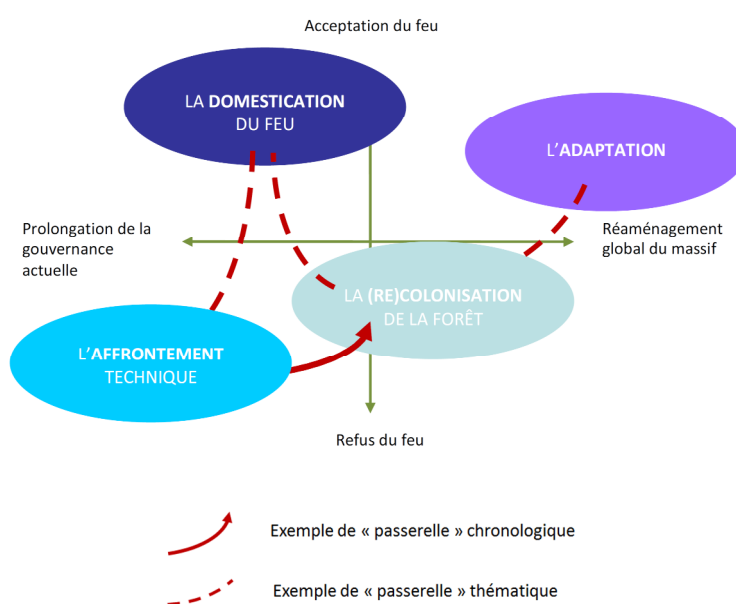 Acceptation du feu
LA DOMESTICATION
DU FEU
L'ADAPTATION
Prolongation de la
gouvernance
actuelle
Réaménagement
global du massif
LA (RE)COLONISATION
DE LA FORÊT
L'AFFRONTEMENT
TECHNIQUE
Refus du feu
Exemple de « passerelle » chronologique
Exemple de « passerelle » thématique